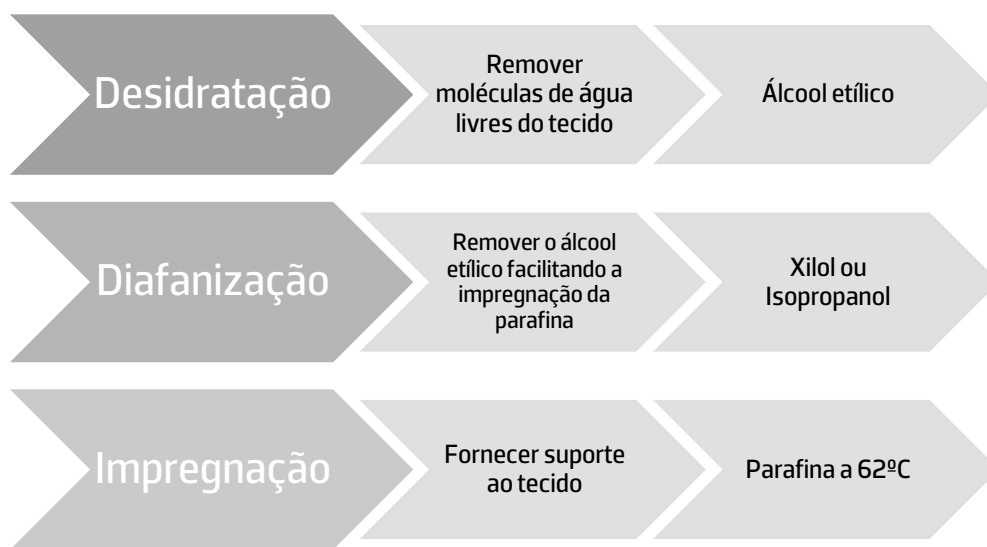 Desidratação
Remover
moléculas de água
livres do tecido
Álcool etílico
Diafanização
Remover o álcool
etílico facilitando a
impregnação da
parafina
Xilol ou
Isopropanol
Impregnação
Fornecer suporte
ao tecido
Parafina a 62ºC